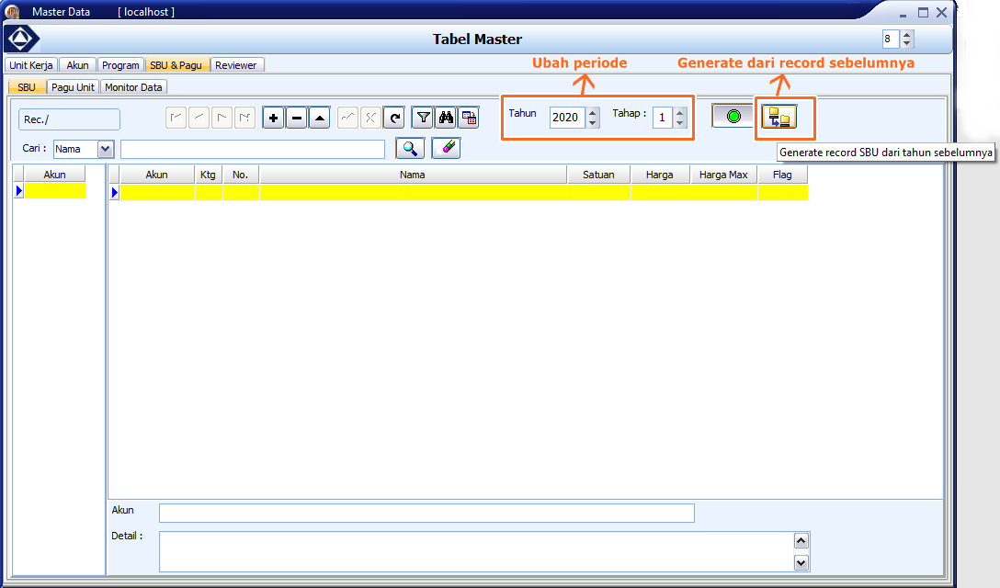 Master Data [ localhost ]
Tabel Master
8
Unit Kerja Akun Program SBU & Pagu Reviewer
Ubah periode Generate dari record sebelumnya
SBU Pagu Unit Monitor Data
Rec./
Tahun 2020 Tahap : 1
Cari : Nama
Generate record SBU dari tahun sebelumnya
Akun
Akun Ktg No. Nama Satuan Harga Harga Max Flag
Akun
Detail :